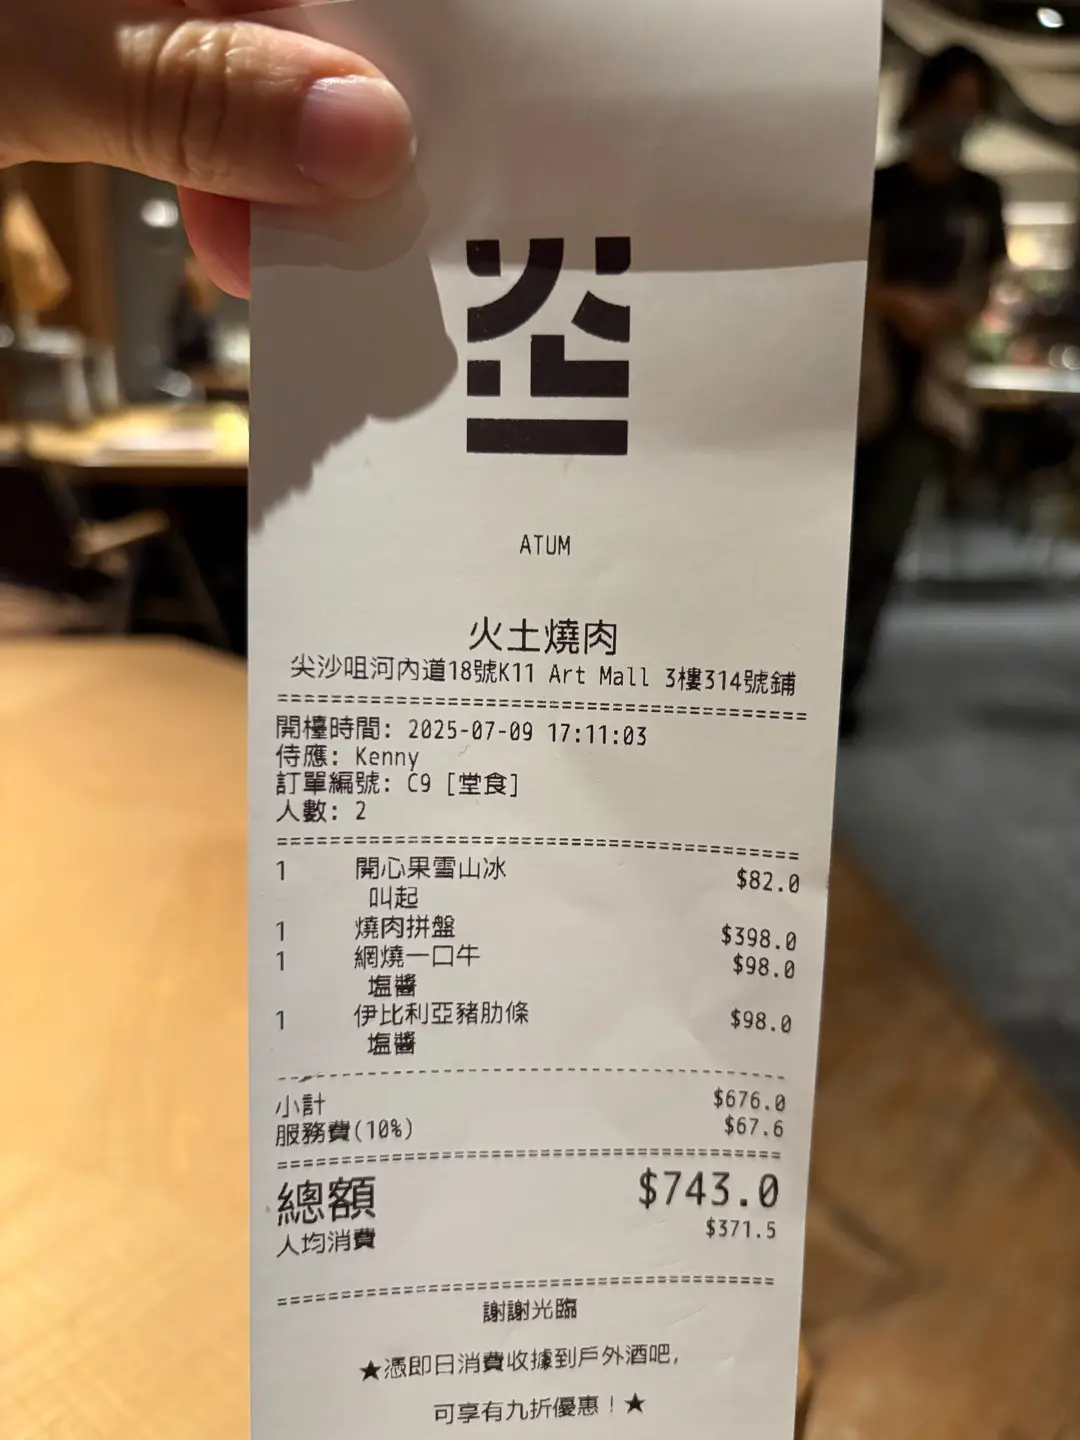 ATUM
火土燒肉
尖沙咀河內道18號K11 Art Mall 3樓314號鋪
========================================
開檯時間: 2025-07-09 17:11:03
侍應: Kenny
訂單編號: C9 [堂食]
人數: 2
========================================
1 開心果雪山冰 $82.0
叫起
1 燒肉拼盤 $398.0
1 網燒一口牛 $98.0
塩醬
1 伊比利亞豬肋條 $98.0
塩醬
----------------------------------------
小計 $676.0
服務費(10%) $67.6
========================================
總額 $743.0
人均消費 $371.5
========================================
謝謝光臨
★憑即日消費收據到戶外酒吧,
可享有九折優惠！★